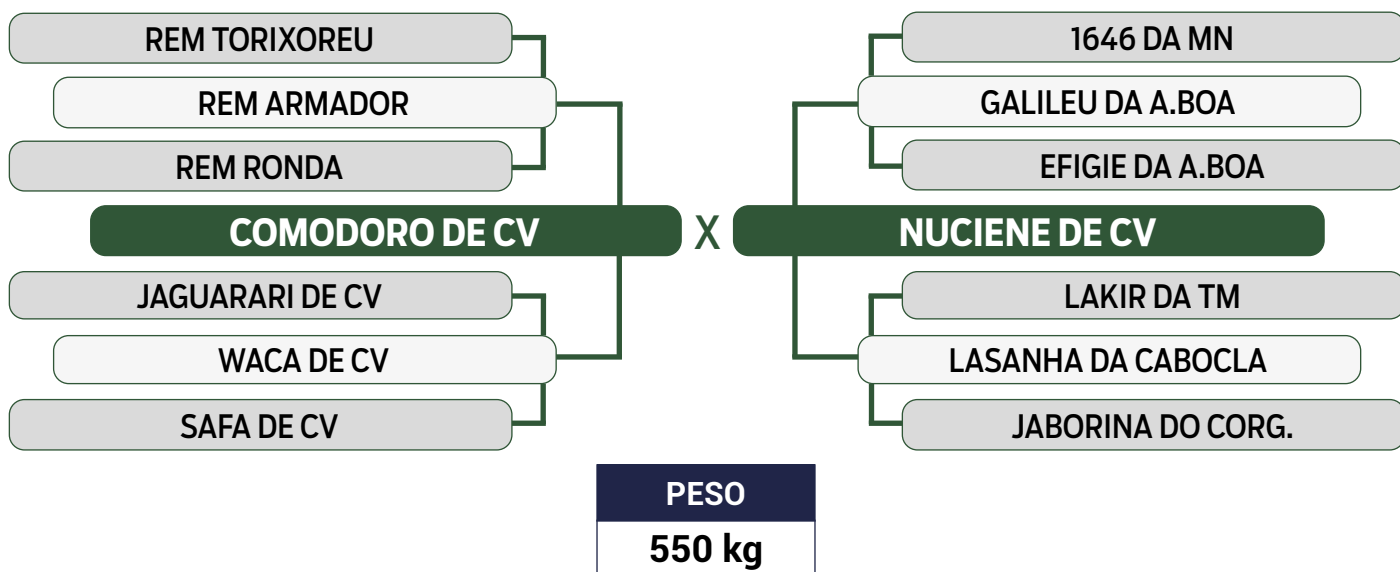 REM TORIXOREU
REM ARMADOR
REM RONDA
COMODORO DE CV
JAGUARARI DE CV
WACA DE CV
SAFA DE CV
X
1646 DA MN
GALILEU DA A.BOA
EFIGIE DA A.BOA
NUCIENE DE CV
LAKIR DA TM
LASANHA DA CABOCLA
JABORINA DO CORG.
PESO
550 kg